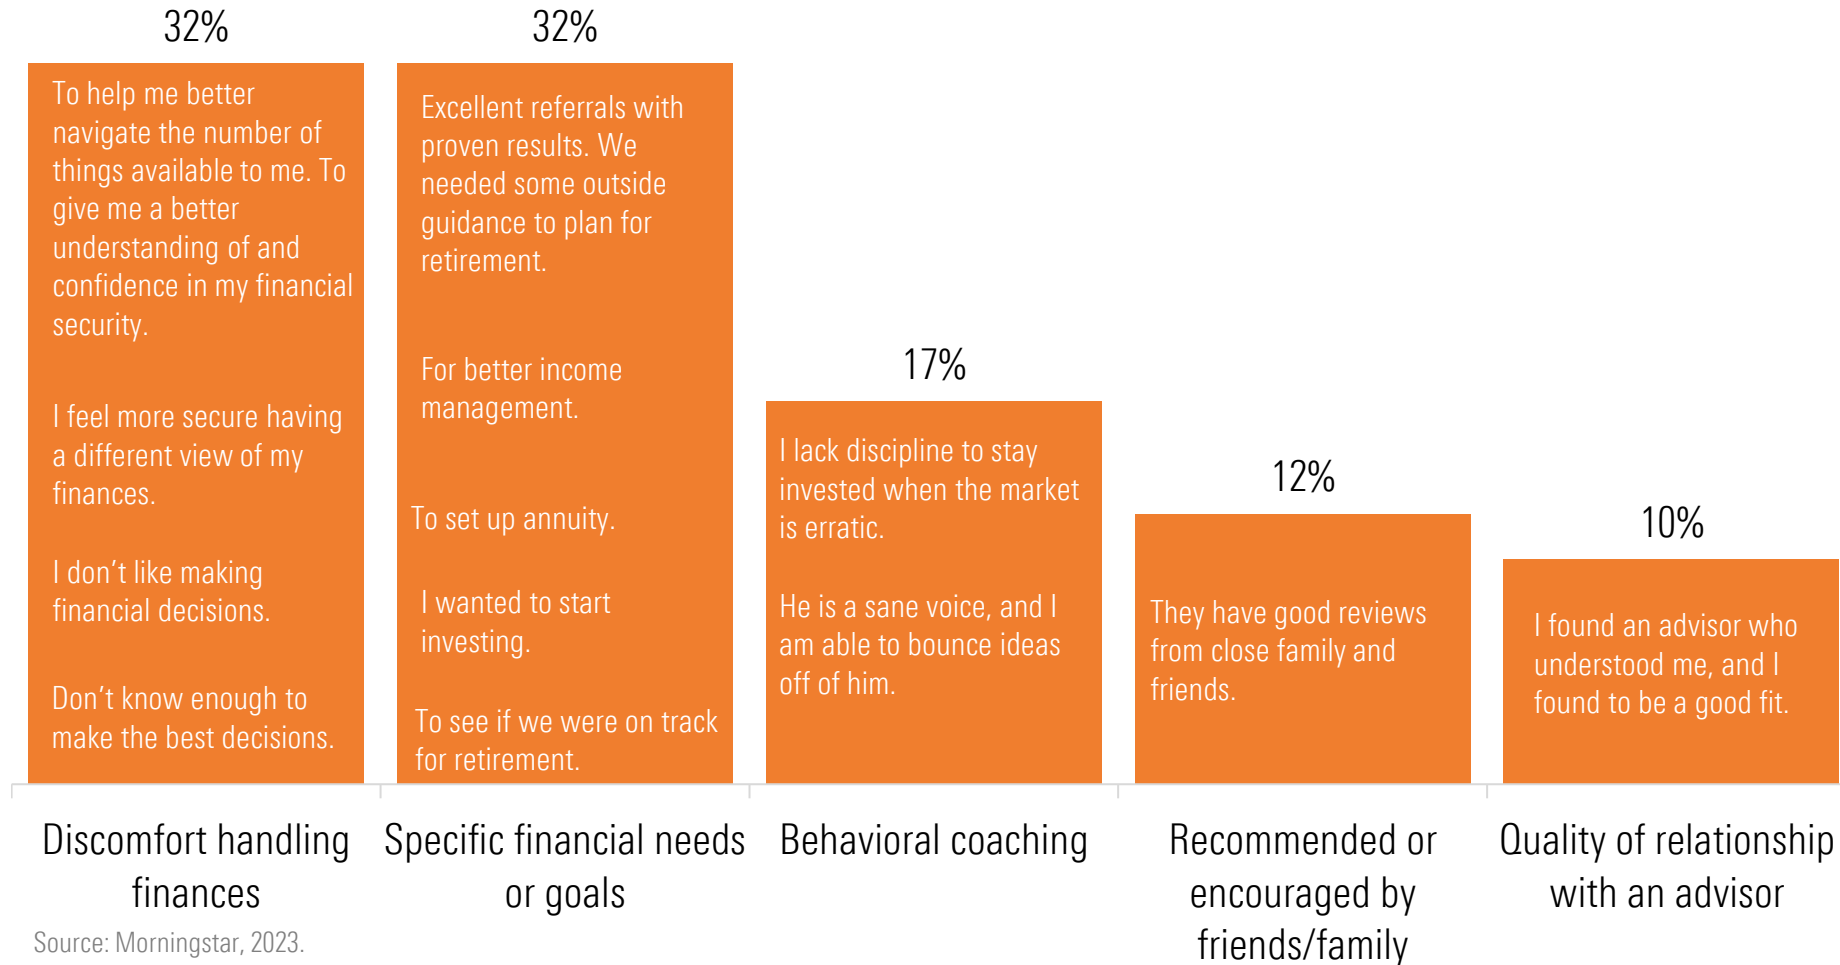 32%
To help me better
navigate the number of
things available to me. To
give me a better
understanding of and
confidence in my financial
security.
I feel more secure having
a different view of my
finances.
I don't like making
financial decisions.
Don't know enough to
make the best decisions.
Discomfort handling
finances
32%
Excellent referrals with
proven results. We
needed some outside
guidance to plan for
retirement.
For better income
management.
To set up annuity.
I wanted to start
investing.
To see if we were on track
for retirement.
Specific financial needs
or goals
17%
I lack discipline to stay
invested when the market
is erratic.
He is a sane voice, and I
am able to bounce ideas
off of him.
Behavioral coaching
12%
They have good reviews
from close family and
friends.
Recommended or
encouraged by
friends/family
10%
I found an advisor who
understood me, and I
found to be a good fit.
Quality of relationship
with an advisor
Source: Morningstar, 2023.